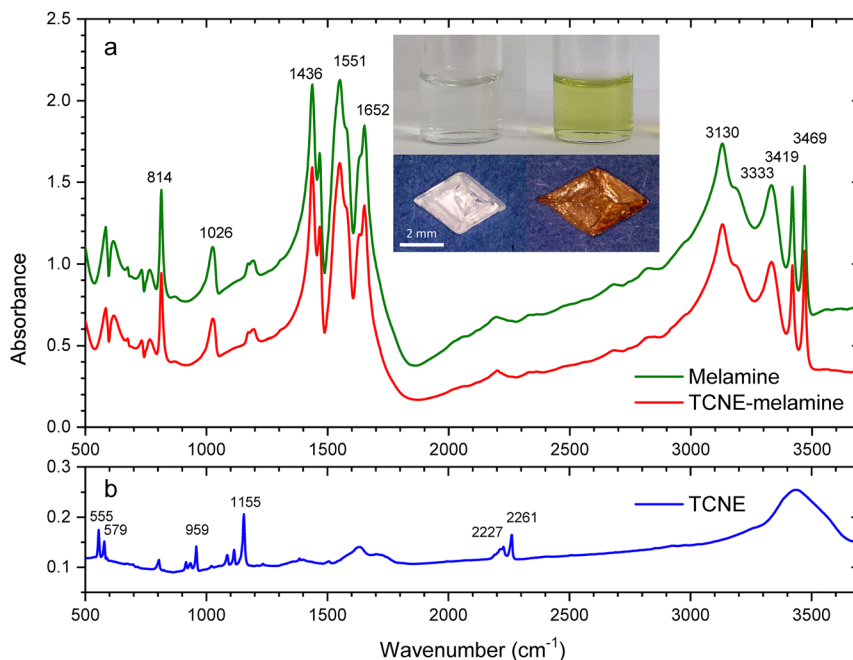 a
2.5
2.0
1.5
1.0
0.5
0.0
Absorbance
814
1026
1436
1551
1652
3130
3333
3419
3469
2 mm
Melamine
TCNE-melamine
500 1000 1500 2000 2500 3000 3500
b
0.3
0.2
0.1
555
579
959
1155
2227
2261
TCNE
500 1000 1500 2000 2500 3000 3500
Wavenumber (cm⁻¹)